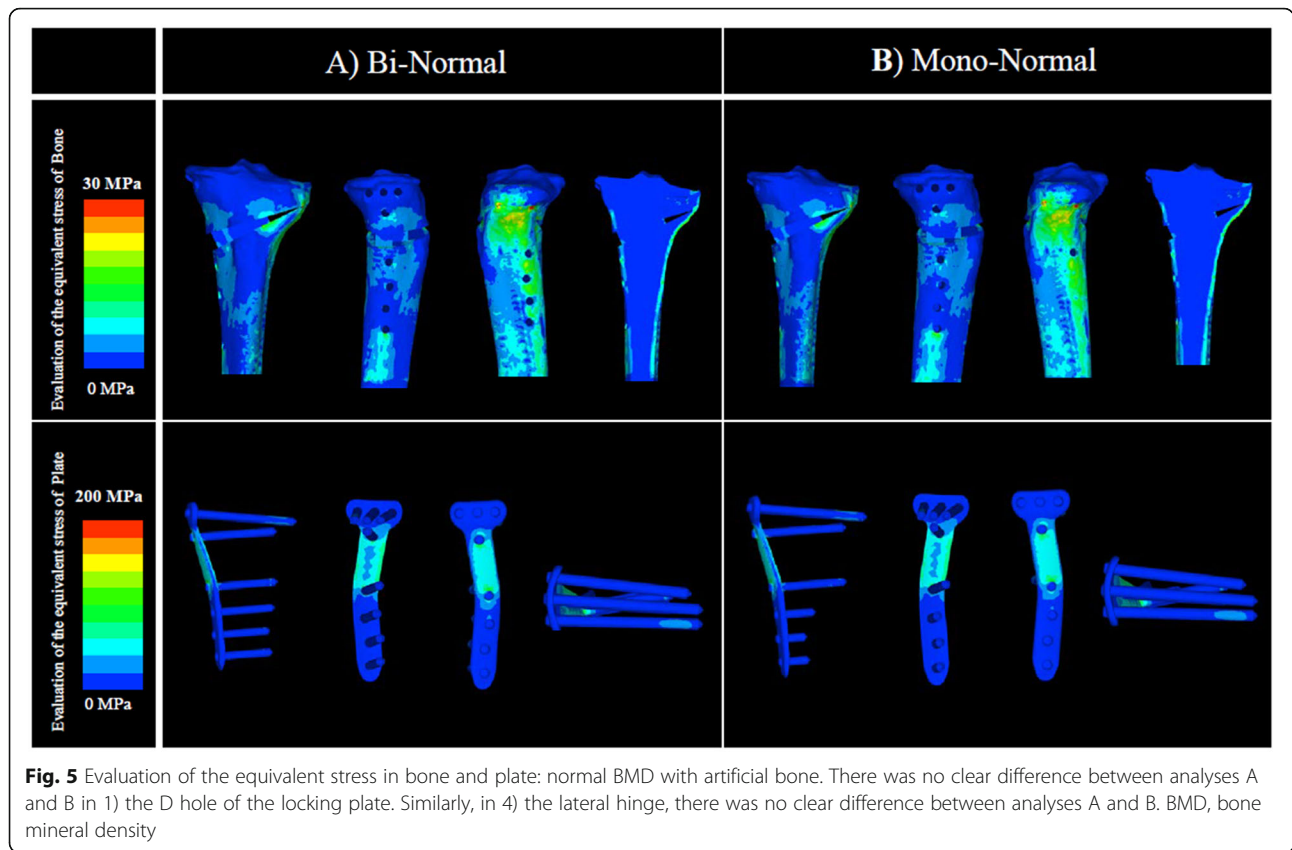 A) Bi-Normal
B) Mono-Normal
Evaluation of the equivalent stress of Bone
30 MPa
0 MPa
Evaluation of the equivalent stress of Plate
200 MPa
0 MPa
Fig. 5 Evaluation of the equivalent stress in bone and plate: normal BMD with artificial bone. There was no clear difference between analyses A
and B in 1) the D hole of the locking plate. Similarly, in 4) the lateral hinge, there was no clear difference between analyses A and B. BMD, bone
mineral density